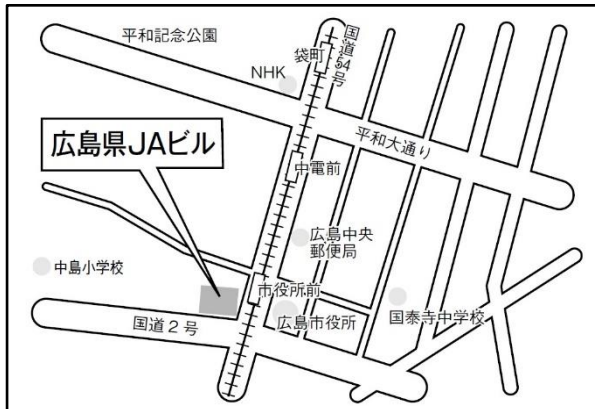 平和記念公園
国道54号
袋町
NHK
平和大通り
広島県JAビル
中電前
広島中央
郵便局
中島小学校
市役所前
国道2号
広島市役所
国泰寺中学校